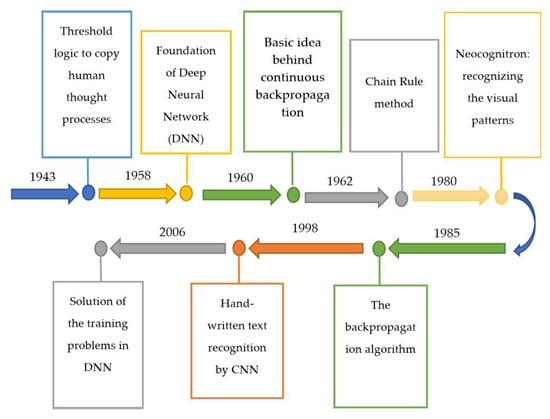 Threshold
logic to copy
human
thought
processes
Foundation
of Deep
Neural
Network
(DNN)
Basic idea
behind
continuous
backpropaga
tion
Chain Rule
method
Neocognitron:
recognizing
the visual
patterns
1943
1958
1960
1962
1980
2006
1998
1985
Solution of
the training
problems in
DNN
Hand-
written text
recognition
by CNN
The
backpropagat
ion algorithm